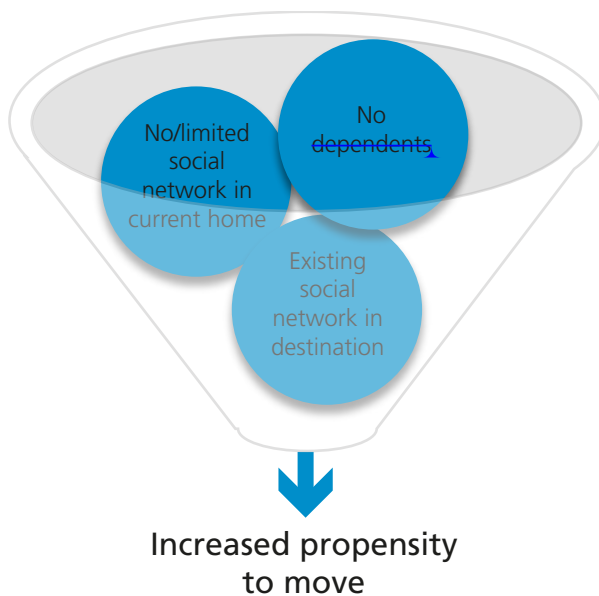 No/limited
social
network in
current home
No
dependents
Existing
social
network in
destination
Increased propensity
to move